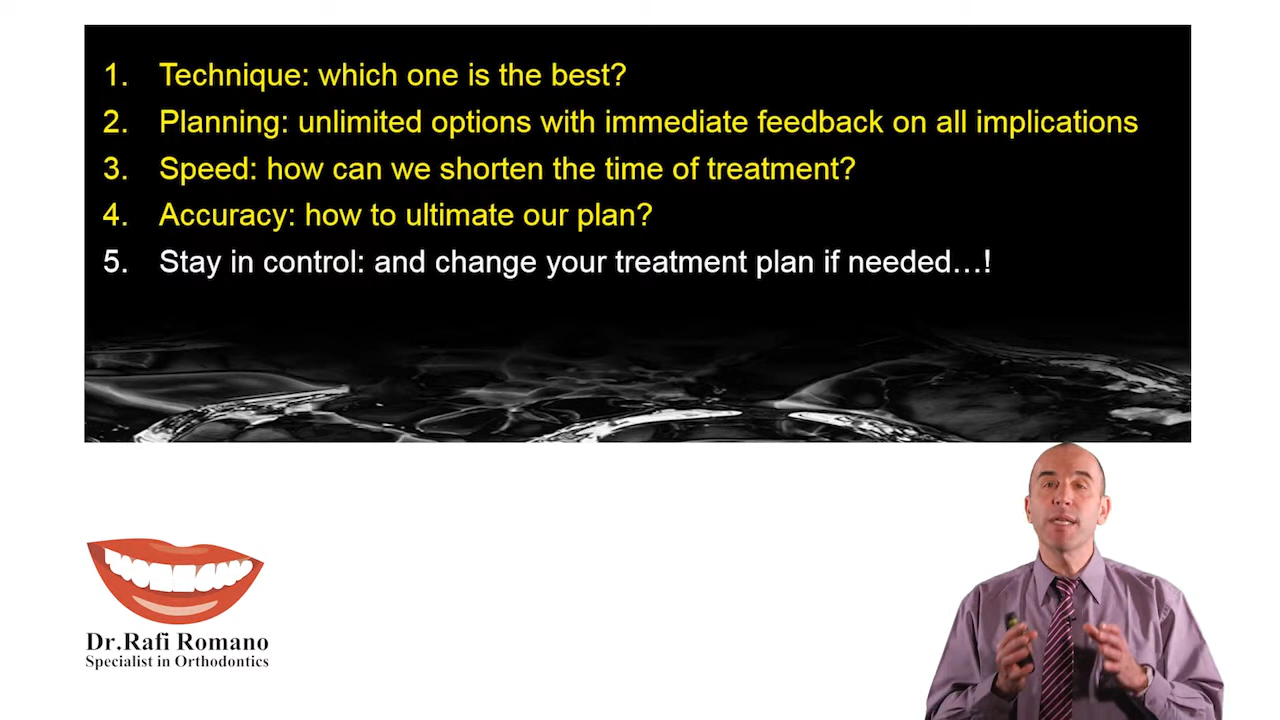 1. Technique: which one is the best?
2. Planning: unlimited options with immediate feedback on all implications
3. Speed: how can we shorten the time of treatment?
4. Accuracy: how to ultimate our plan?
5. Stay in control: and change your treatment plan if needed…!
Dr.Rafi Romano
Specialist in Orthodontics